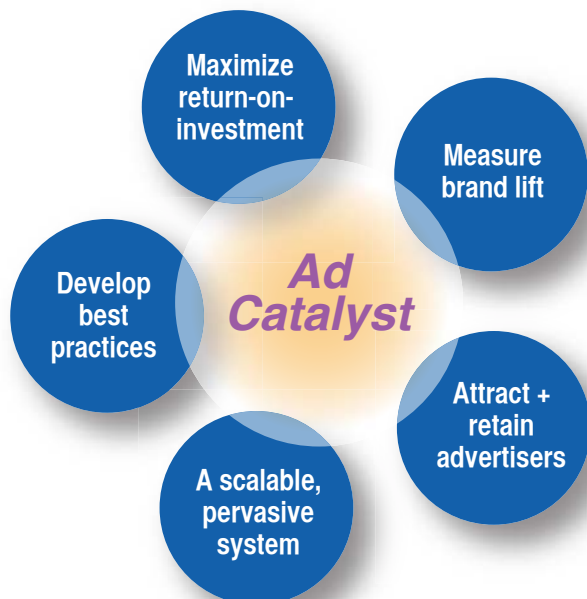 Maximize
return-on-
investment
Measure
brand lift
Ad
Catalyst
Develop
best
practices
Attract +
retain
advertisers
A scalable,
pervasive
system